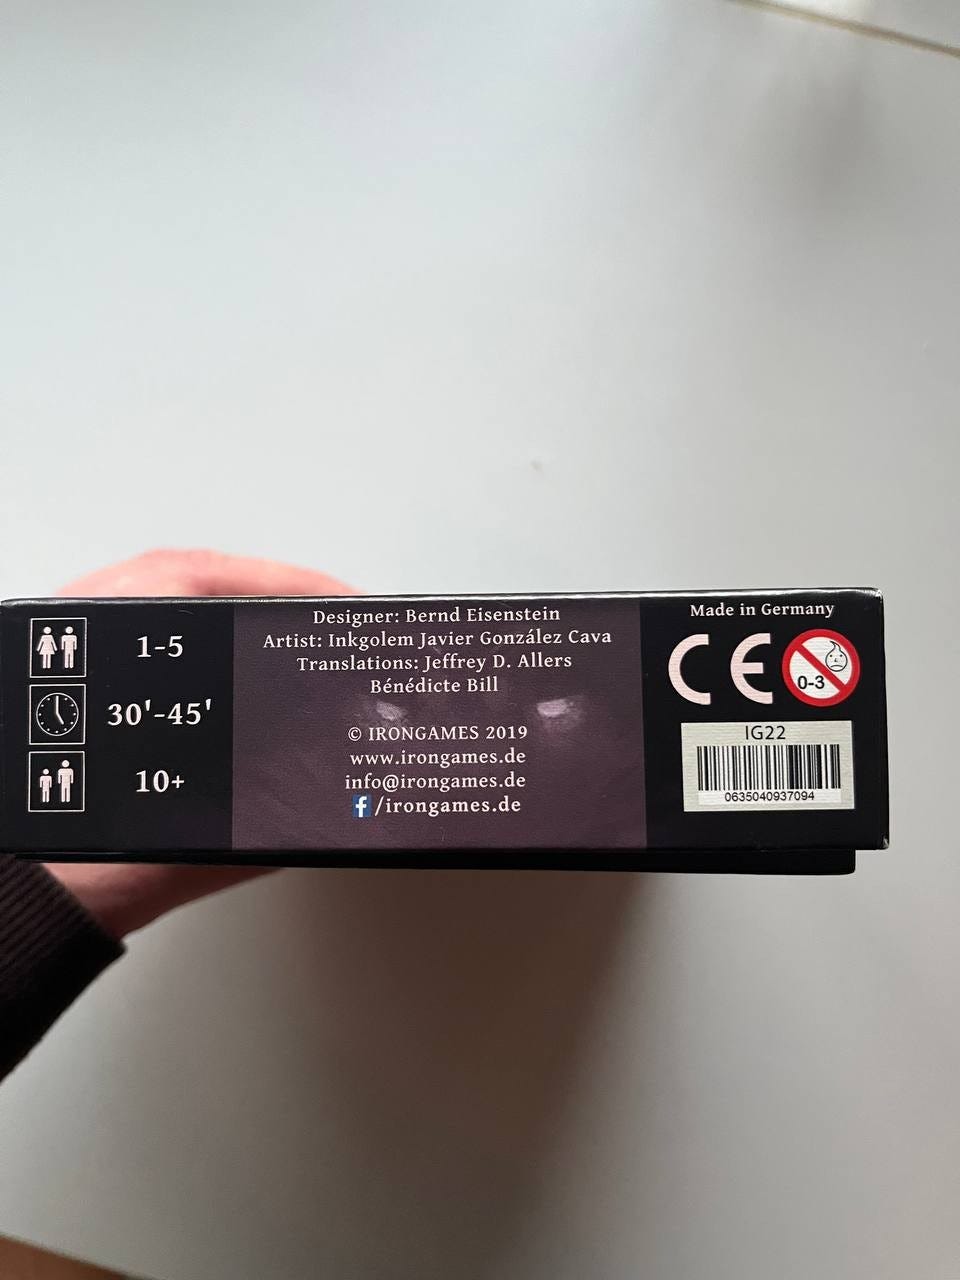 1-5
30'-45'
10+
Designer: Bernd Eisenstein
Artist: Inkgolem Javier González Cava
Translations: Jeffrey D. Allers
Bénédicte Bill
© IRONGAMES 2019
www.irongames.de
info@irongames.de
f/irongames.de
Made in Germany
CE
0-3
IG22
0635040937094